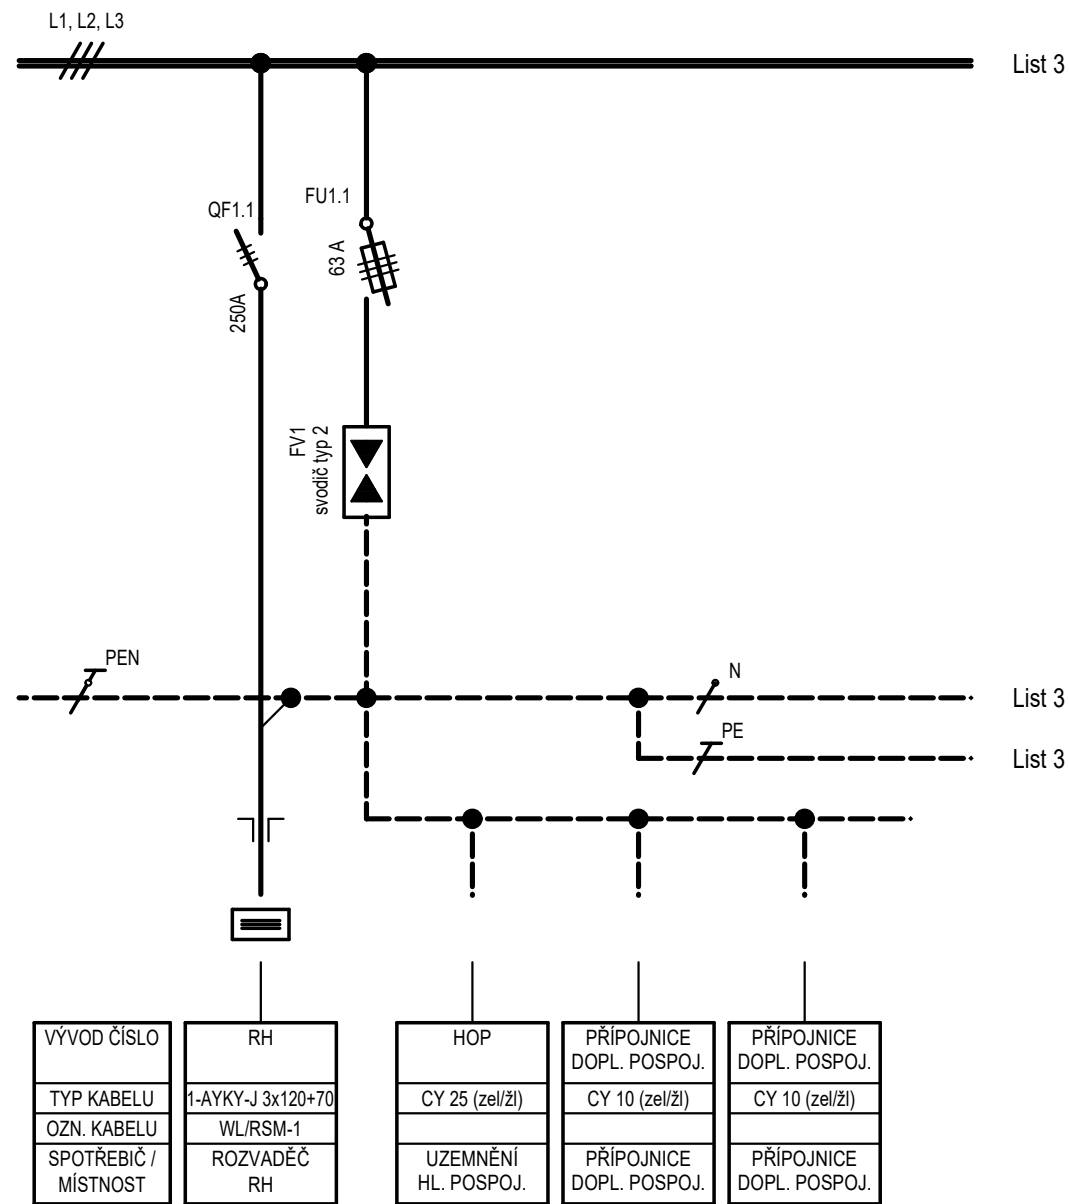 L1, L2, L3
List 3
QF1.1
250A
FU1.1
63 A
FV1
svodič typ 2
PEN
N
List 3
PE
List 3
VÝVOD ČÍSLO
RH
HOP
PŘÍPOJNICE
DOPL. POSPOJ.
PŘÍPOJNICE
DOPL. POSPOJ.
TYP KABELU
1-AYKY-J 3x120+70
CY 25 (zel/žl)
CY 10 (zel/žl)
CY 10 (zel/žl)
OZN. KABELU
WL/RSM-1
SPOTŘEBIČ /
MÍSTNOST
ROZVADĚČ
RH
UZEMNĚNÍ
HL. POSPOJ.
PŘÍPOJNICE
DOPL. POSPOJ.
PŘÍPOJNICE
DOPL. POSPOJ.